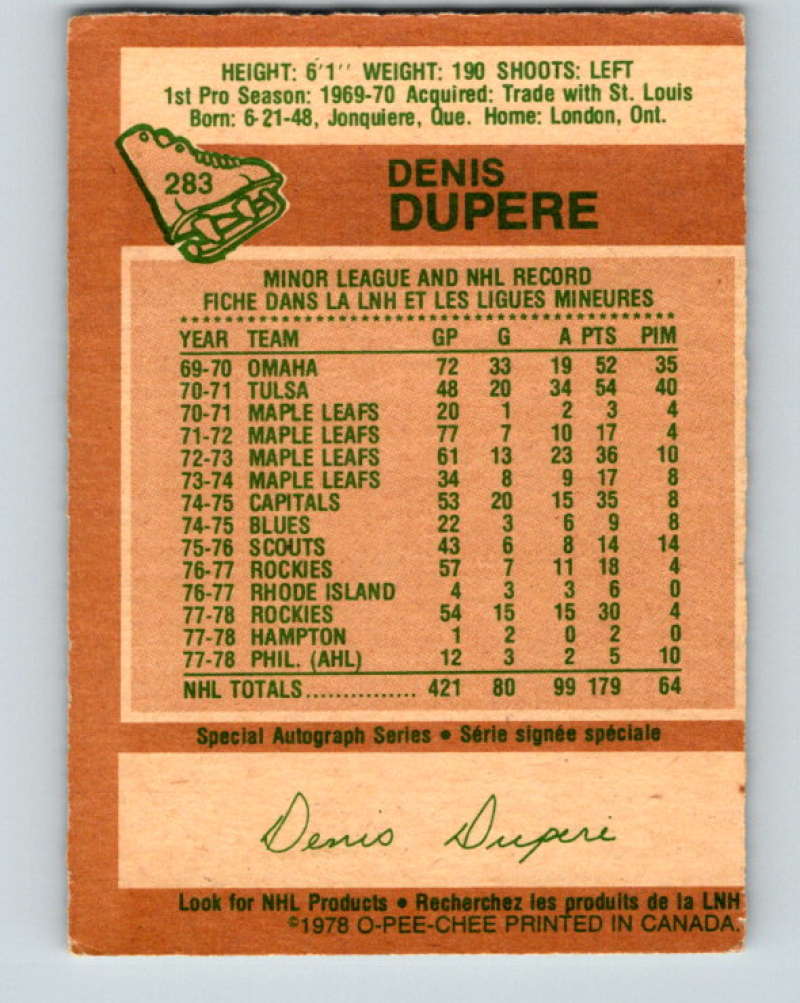 HEIGHT: 6'1'' WEIGHT: 190 SHOOTS: LEFT
1st Pro Season: 1969-70 Acquired: Trade with St. Louis
Born: 6-21-48, Jonquiere, Que. Home: London, Ont.
283
DENIS
DUPERE
MINOR LEAGUE AND NHL RECORD
FICHE DANS LA LNH ET LES LIGUES MINEURES
YEAR TEAM GP G A PTS PIM
69-70 OMAHA 72 33 19 52 35
70-71 TULSA 48 20 34 54 40
70-71 MAPLE LEAFS 20 1 2 3 4
71-72 MAPLE LEAFS 77 7 10 17 4
72-73 MAPLE LEAFS 61 13 23 36 10
73-74 MAPLE LEAFS 34 8 9 17 8
74-75 CAPITALS 53 20 15 35 8
74-75 BLUES 22 3 6 9 8
75-76 SCOUTS 43 6 8 14 14
76-77 ROCKIES 57 7 11 18 4
76-77 RHODE ISLAND 4 3 3 6 0
77-78 ROCKIES 54 15 15 30 4
77-78 HAMPTON 1 2 0 2 0
77-78 PHIL. (AHL) 12 3 2 5 10
NHL TOTALS............... 421 80 99 179 64
Special Autograph Series • Série signée spéciale
Denis Dupere
Look for NHL Products • Recherchez les produits de la LNH
©1978 O-PEE-CHEE PRINTED IN CANADA.